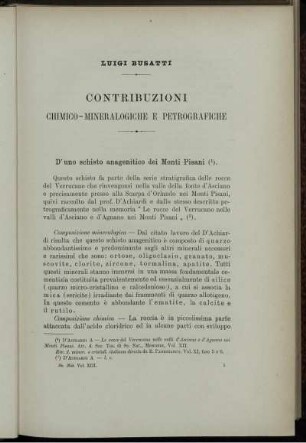 LUIGI BUSATTI
CONTRIBUZIONI
CHIMICO-MINERALOGICHE E PETROGRAFICHE
D'uno schisto anagenitico dei Monti Pisani (¹).
Questo schisto fa parte della serie stratigrafica delle rocce
del Verrucano che rinvengonsi nella valle della fonte d'Asciano
e precisamente presso alla Scarpa d'Orlando nei Monti Pisani,
quivi raccolto dal prof. D'Achiardi e dallo stesso descritto pe-
trograficamente nella memoria " Le rocce del Verrucano nelle
valli d'Asciano e d'Agnano nei Monti Pisani „ (²).
Composizione mineralogica — Dal citato lavoro del D'Achiar-
di risulta che questo schisto anagenitico è composto di quarzo
abbondantissimo e predominante sugli altri minerali accessori
e rarissimi che sono: ortose, oligoclasio, granato, mu-
scovite, clorite, zircone, tormalina, apatite. Tutti
questi minerali stanno immersi in una massa fondamentale ce-
mentizia costituita prevalentemente od essenzialmente di silice
(quarzo micro-cristallino e calcedonioso), a cui si associa la
mica (sericite) irradiante dai frammenti di quarzo allotigeno.
In questo cemento è abbondante l'ematite, la calcite e
il rutilo.
Composizione chimica — La roccia è in piccolissima parte
attaccata dall'acido cloridrico ed in alcune parti con sviluppo
(¹) D'Achiardi A. — Le rocce del Verrucano nelle valli d'Asciano e d'Agnano nei
Monti Pisani. Att. d. Soc. Tosc. di Sc. Nat., Memorie, Vol. XII.
(²) D'Achiardi A. — l. c.
Sc. Nat. Vol. XIII. 1